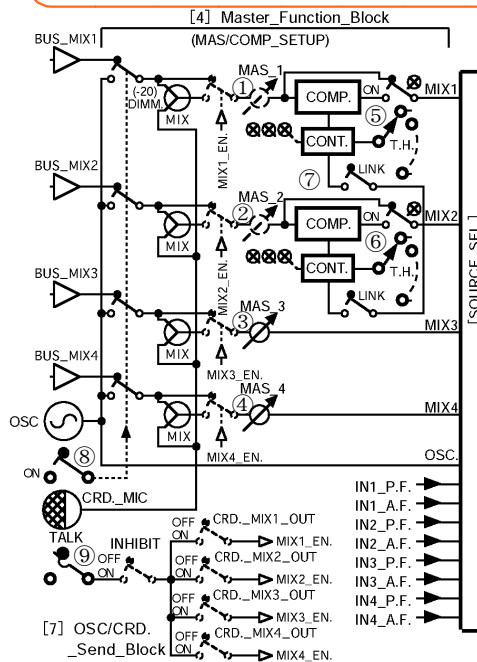 [4] Master_Function_Block
(MAS/COMP_SETUP)
BUS_MIX1
(-20)
DIMM.
MIX
MIX1_EN.
①
MAS_1
COMP.
ON
MIX1
CONT.
⑤
T.H.
⑦
LINK
BUS_MIX2
MIX
MIX2_EN.
②
MAS_2
COMP.
ON
MIX2
CONT.
⑥
T.H.
LINK
BUS_MIX3
MIX
MIX3_EN.
③
MAS_3
MIX3
BUS_MIX4
MIX
MIX4_EN.
④
MAS_4
MIX4
[SOURCE_SEL.]
OSC
OSC.
⑧
ON
CRD._MIC
TALK
⑨
OFF
ON
INHIBIT
OFF
ON
CRD._MIX1_OUT
MIX1_EN.
OFF
ON
CRD._MIX2_OUT
MIX2_EN.
OFF
ON
CRD._MIX3_OUT
MIX3_EN.
OFF
ON
CRD._MIX4_OUT
MIX4_EN.
IN1_P.F.
IN1_A.F.
IN2_P.F.
IN2_A.F.
IN3_P.F.
IN3_A.F.
IN4_P.F.
IN4_A.F.
[7] OSC/CRD.
_Send_Block